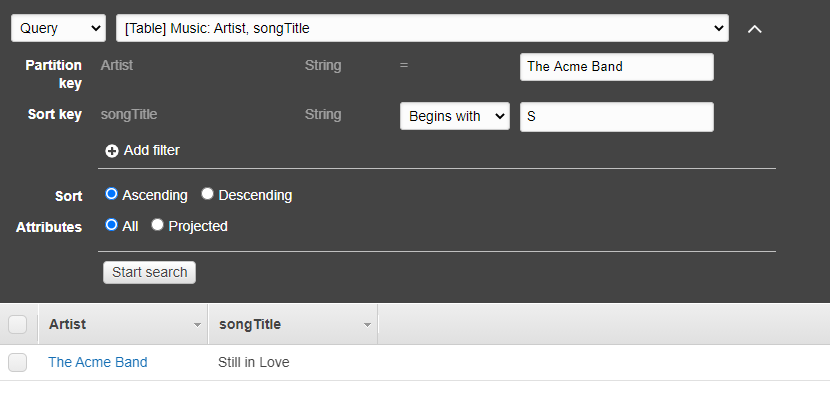 Query [Table] Music: Artist, songTitle
Partition key Artist String = The Acme Band
Sort key songTitle String Begins with S
Add filter
Sort Ascending Descending
Attributes All Projected
Start search
Artist songTitle
The Acme Band Still in Love